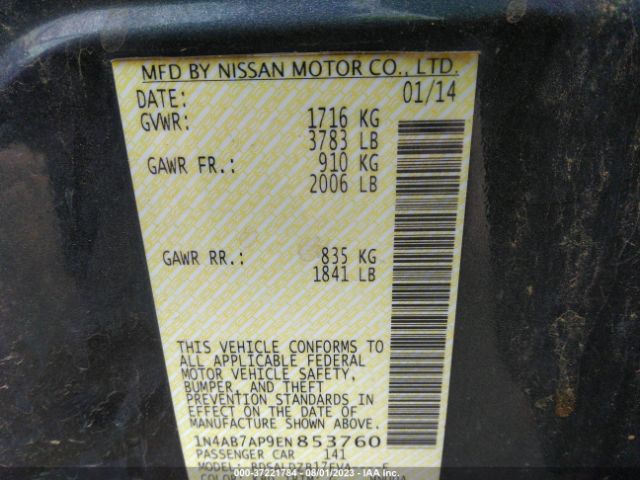 MFD BY NISSAN MOTOR CO., LTD.
DATE: 01/14
GVWR: 1716 KG
3783 LB
GAWR FR.: 910 KG
2006 LB
GAWR RR.: 835 KG
1841 LB
THIS VEHICLE CONFORMS TO
ALL APPLICABLE FEDERAL
MOTOR VEHICLE SAFETY,
BUMPER, AND THEFT
PREVENTION STANDARDS IN
EFFECT ON THE DATE OF
MANUFACTURE SHOWN ABOVE.
1N4AB7AP9EN853760
PASSENGER CAR 141
MODEL:
© - 37221784 - IAAI.COM - 08/01/2023